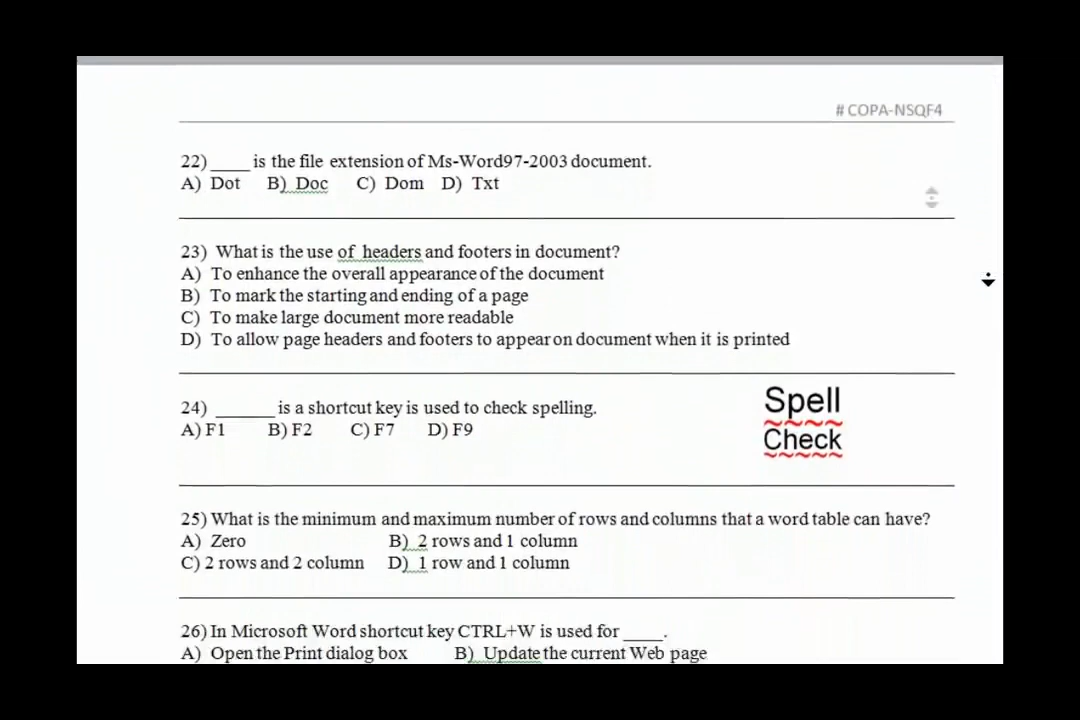 # COPA-NSQF4
22)____ is the file extension of Ms-Word97-2003 document.
A) Dot B) Doc C) Dom D) Txt
23) What is the use of headers and footers in document?
A) To enhance the overall appearance of the document
B) To mark the starting and ending of a page
C) To make large document more readable
D) To allow page headers and footers to appear on document when it is printed
24) ______ is a shortcut key is used to check spelling.
A) F1 B) F2 C) F7 D) F9
Spell
Check
25) What is the minimum and maximum number of rows and columns that a word table can have?
A) Zero B) 2 rows and 1 column
C) 2 rows and 2 column D) 1 row and 1 column
26) In Microsoft Word shortcut key CTRL+W is used for ____.
A) Open the Print dialog box B) Update the current Web page